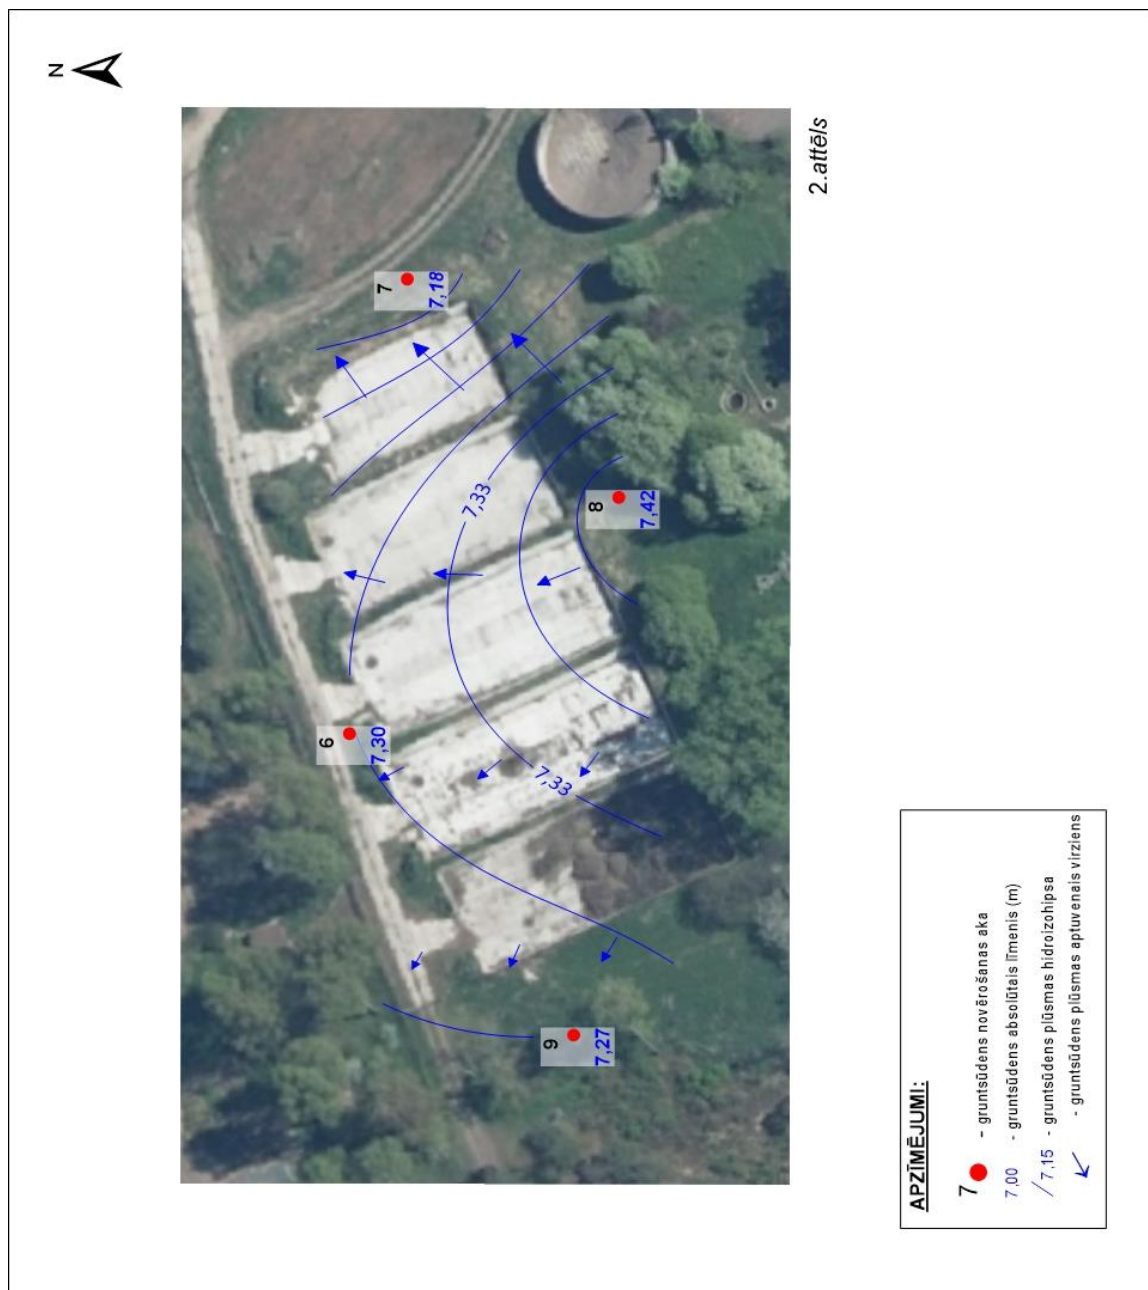 N
2.attēls
7
7,18
8
7,42
7,33
6
7,30
7,33
9
7,27
APZĪMĒJUMI:
7 - gruntsūdens novērošanas aka
7,00 - gruntsūdens absolūtais līmenis (m)
/ 7,15 - gruntsūdens plūsmas hidroizohipsa
- gruntsūdens plūsmas aptuvenais virziens